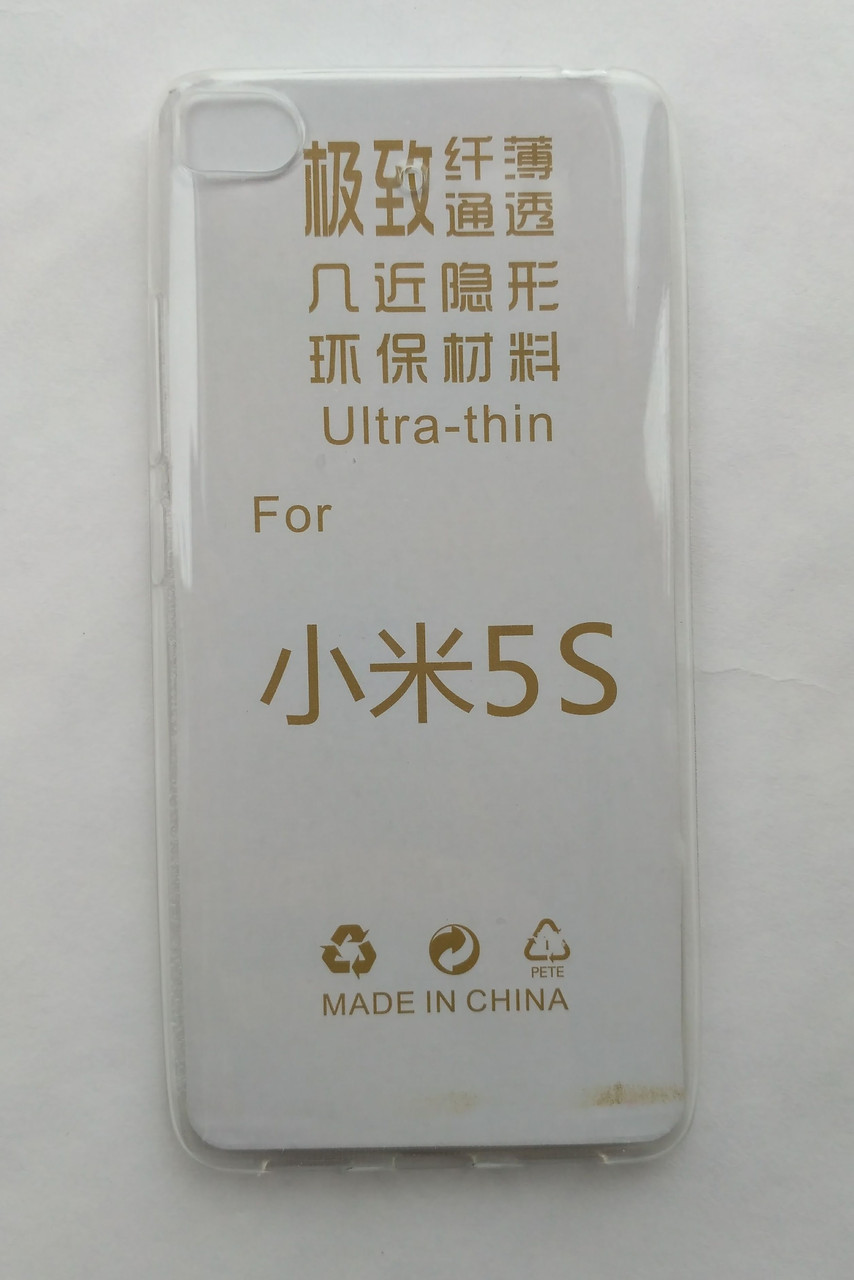 极致纤薄
通透
几近隐形
环保材料
Ultra-thin
For
小米5S
PETE
MADE IN CHINA